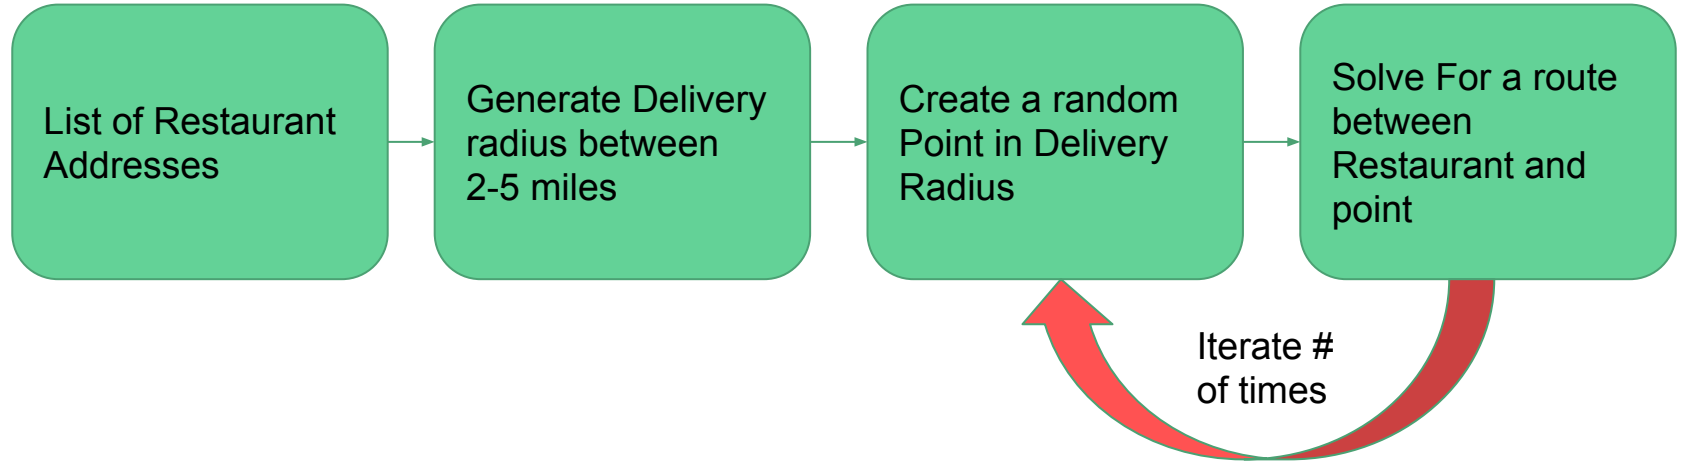 List of Restaurant
Addresses
Generate Delivery
radius between
2-5 miles
Create a random
Point in Delivery
Radius
Solve For a route
between
Restaurant and
point
Iterate #
of times